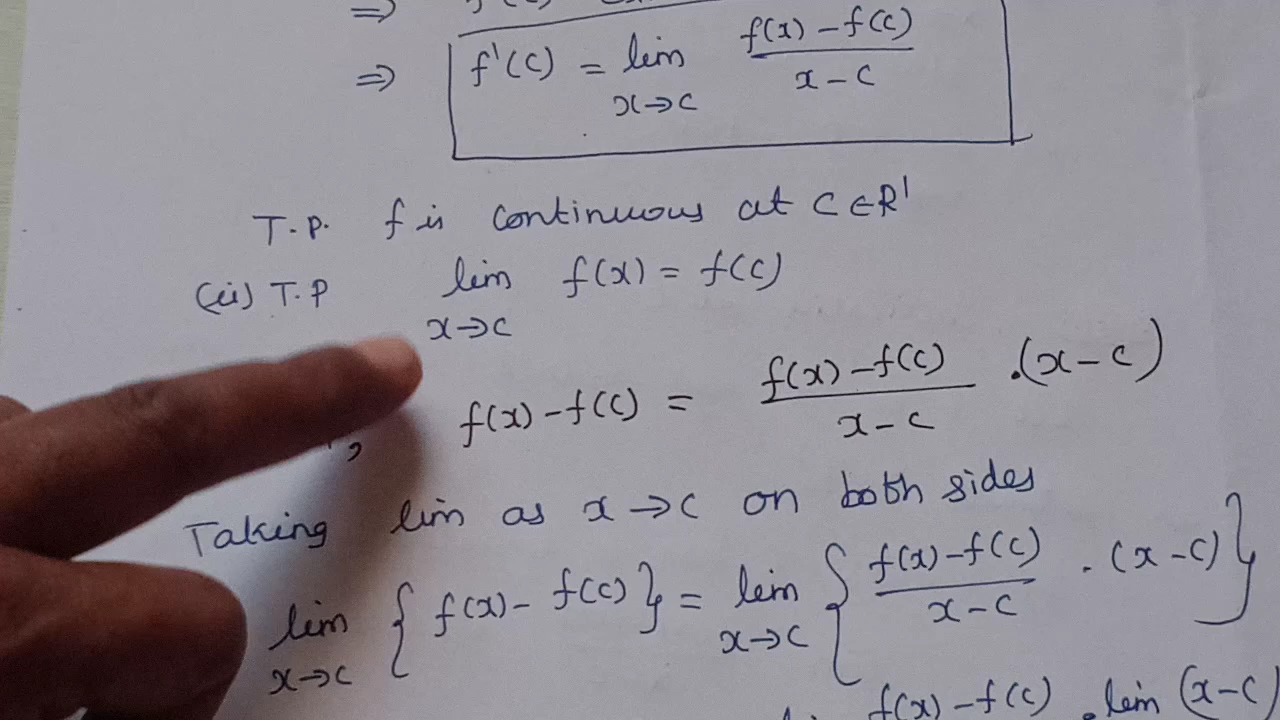 ⇒
⇒ f'(c) = lim x→c f(x) – f(c) / x – c
T.P. f is continuous at c ∈ R'
(ii) T.P lim x→c f(x) = f(c)
, f(x) – f(c) = f(x) – f(c) / x – c .(x – c)
Taking lim as x→c on both sides
lim x→c { f(x) – f(c) } = lim x→c { f(x) – f(c) / x – c . (x – c) }
f(x) – f(c) . lim (x – c)